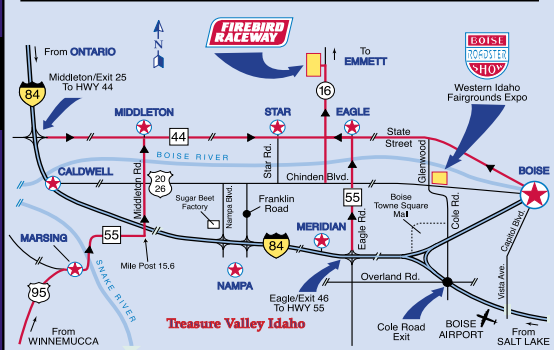 From ONTARIO
N
FIREBIRD
RACEWAY
To
EMMETT
BOISE
ROADSTER
SHOW
Middleton/Exit 25
To HWY 44
84
16
Western Idaho
Fairgrounds Expo
MIDDLETON
STAR
EAGLE
44
State
Street
BOISE RIVER
Glenwood
BOISE
CALDWELL
Middleton Rd.
20
26
Star Rd.
Chinden Blvd.
Sugar Beet
Factory
Nampa Blvd.
Franklin
Road
55
Eagle Rd.
Boise
Towne Square
Mall
Cole Rd.
Capitol Blvd.
MARSING
55
MERIDIAN
84
Mile Post 15.6
SNAKE RIVER
NAMPA
Overland Rd.
Vista Ave.
95
Eagle/Exit 46
To HWY 55
Treasure Valley Idaho
Cole Road
Exit
BOISE
AIRPORT
From
WINNEMUCCA
From
SALT LAKE